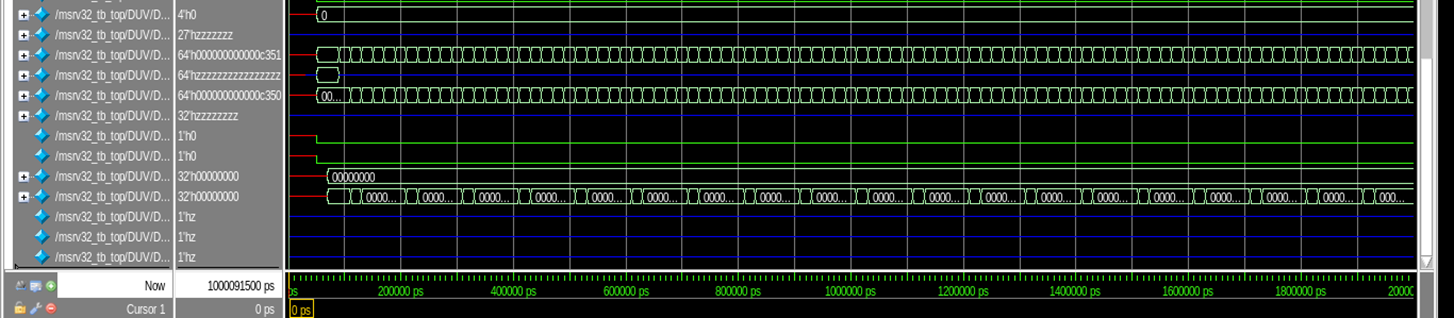 /msrv32_tb_top/DUV/D... 4'h0 0
/msrv32_tb_top/DUV/D... 27'hzzzzzzz
/msrv32_tb_top/DUV/D... 64'h000000000000c351
/msrv32_tb_top/DUV/D... 64'hzzzzzzzzzzzzzzzz
/msrv32_tb_top/DUV/D... 64'h000000000000c350 00...
/msrv32_tb_top/DUV/D... 32'hzzzzzzzz
/msrv32_tb_top/DUV/D... 1'h0
/msrv32_tb_top/DUV/D... 1'h0
/msrv32_tb_top/DUV/D... 32'h00000000 00000000
/msrv32_tb_top/DUV/D... 32'h00000000 0000... 0000... 0000... 0000... 0000... 0000... 0000... 0000... 0000... 0000... 0000... 0000... 0000... 0000... 0000... 0000... 0000... 0000... 000...
/msrv32_tb_top/DUV/D... 1'hz
/msrv32_tb_top/DUV/D... 1'hz
/msrv32_tb_top/DUV/D... 1'hz
Now 1000091500 ps ps 200000 ps 400000 ps 600000 ps 800000 ps 1000000 ps 1200000 ps 1400000 ps 1600000 ps 1800000 ps 20000
Cursor 1 0 ps 0 ps